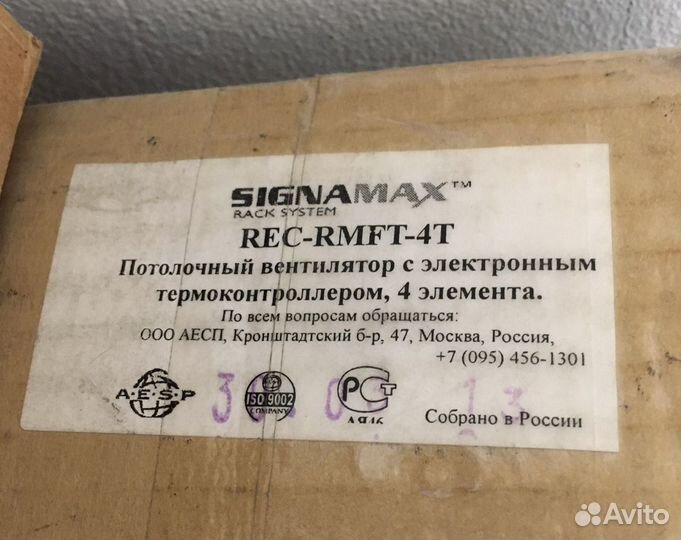 SIGNAMAX™
RACK SYSTEM
REC-RMFT-4T
Потолочный вентилятор с электронным
термоконтроллером, 4 элемента.
По всем вопросам обращаться:
ООО АЕСП, Кронштадтский б-р, 47, Москва, Россия,
+7 (095) 456-1301
A·E·S·P
ISO 9002
COMPANY
РСТ
Собрано в России
Avito